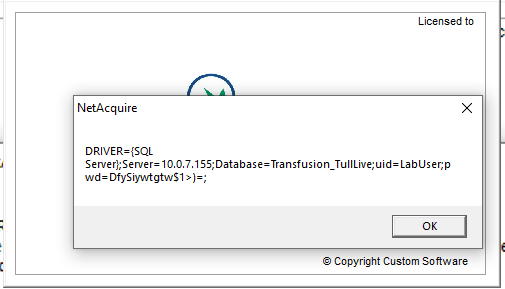 Licensed to
NetAcquire
DRIVER={SQL
Server};Server=10.0.7.155;Database=Transfusion_TullLive;uid=LabUser;p
wd=DfySiywtgtw$1>)=;
OK
© Copyright Custom Software